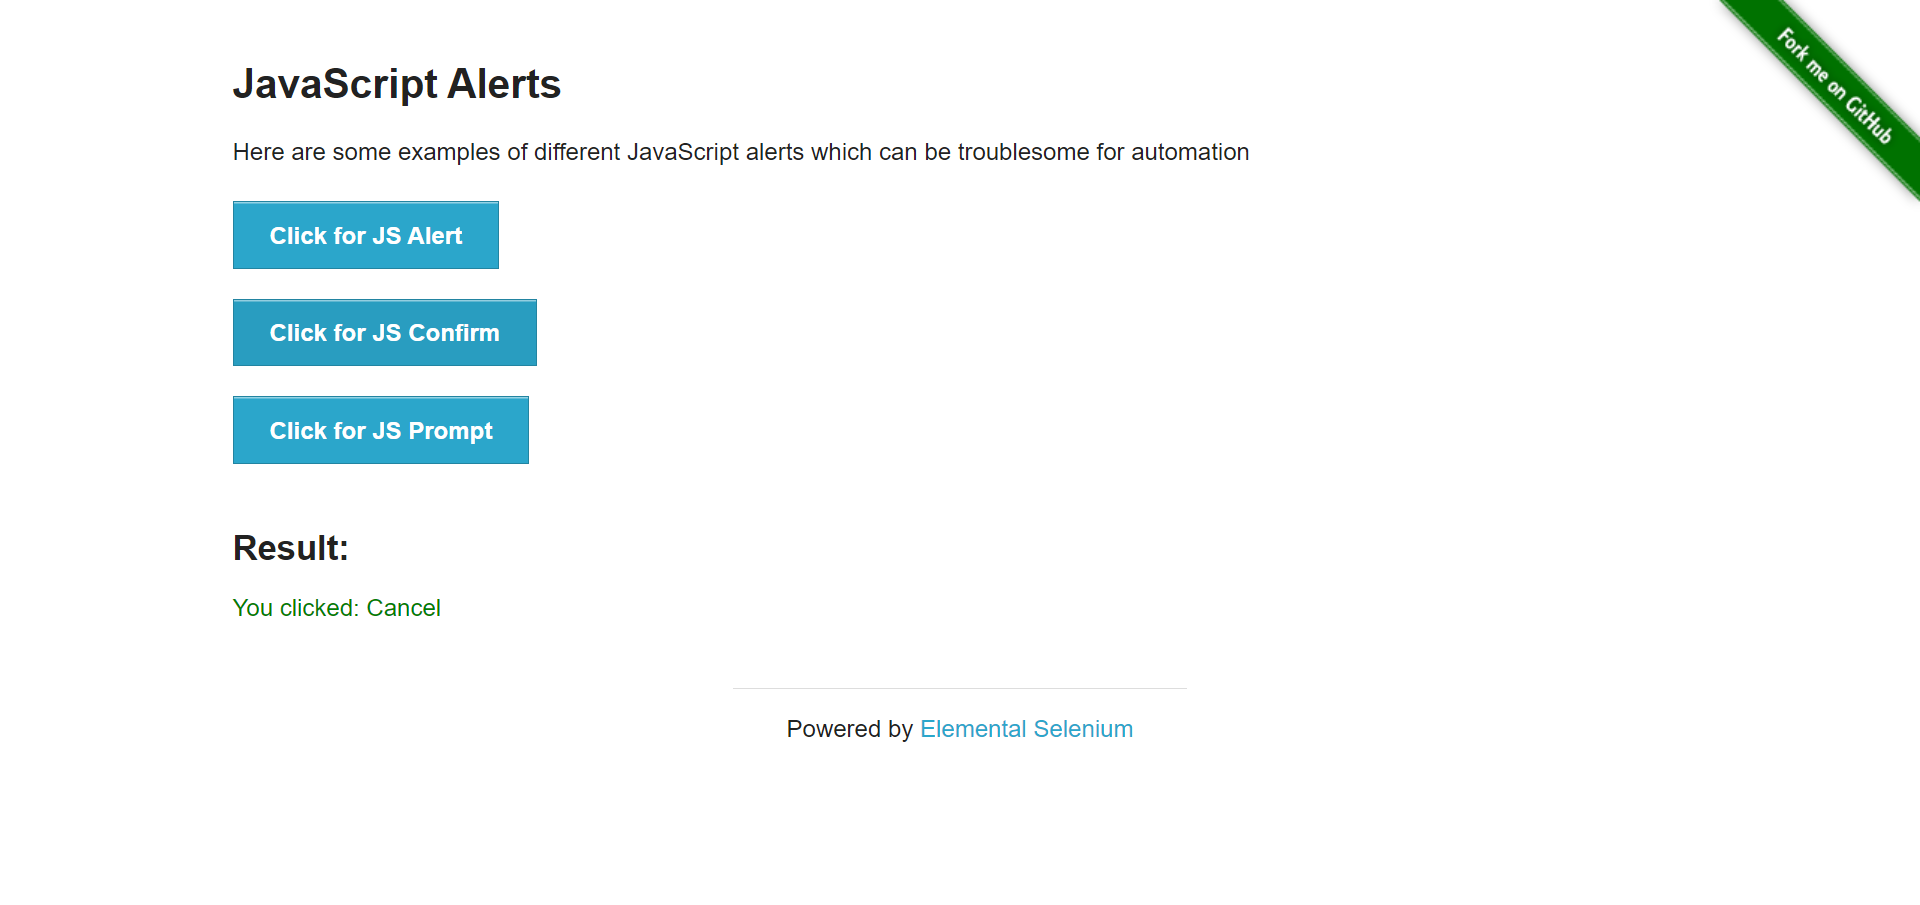 JavaScript Alerts
Fork me on GitHub
Here are some examples of different JavaScript alerts which can be troublesome for automation
Click for JS Alert
Click for JS Confirm
Click for JS Prompt
Result:
You clicked: Cancel
Powered by Elemental Selenium